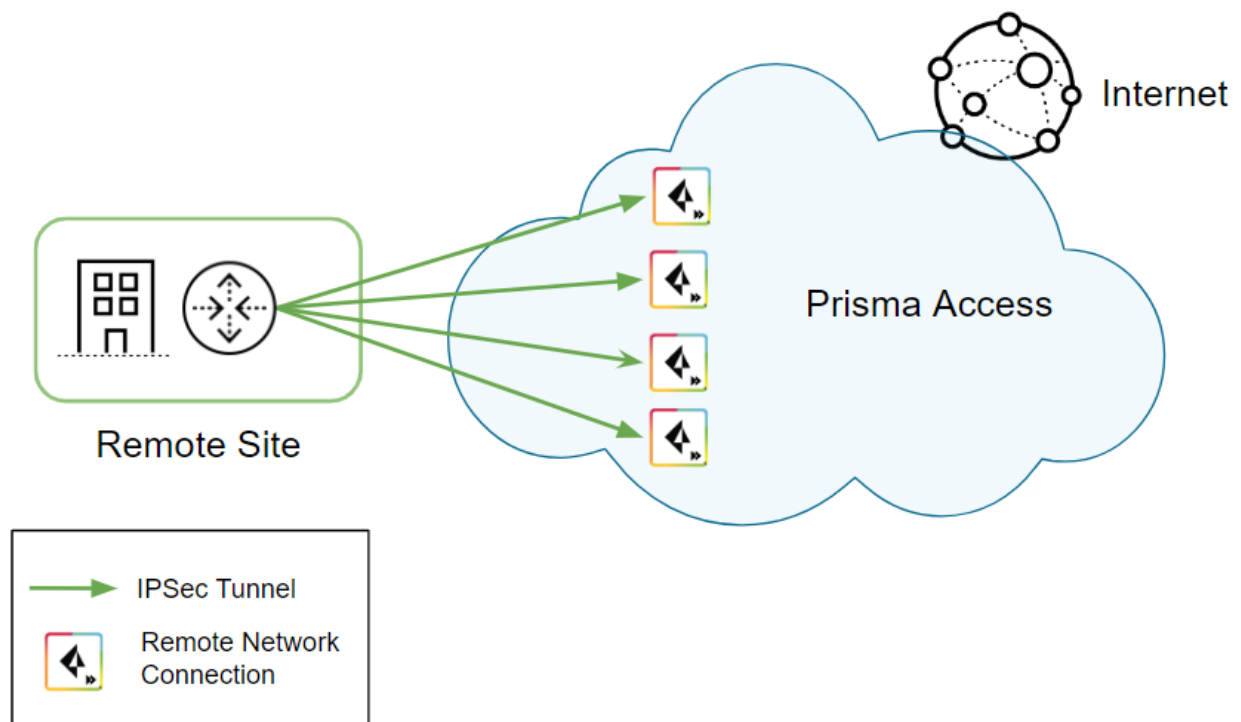 Internet
Prisma Access
Remote Site
IPSec Tunnel
Remote Network
Connection